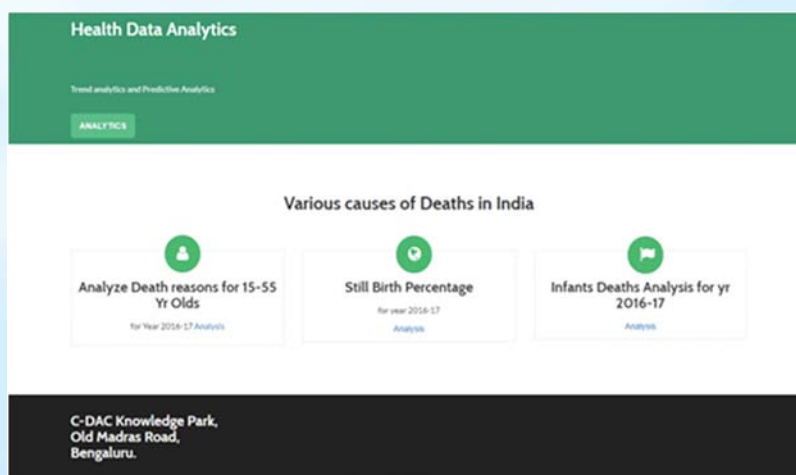 Health Data Analytics
Trend analytics and Predictive Analytics
ANALYTICS
Various causes of Deaths in India
Analyze Death reasons for 15-55
Yr Olds
for Year 2016-17 Analysis
Still Birth Percentage
for year 2016-17
Analysis
Infants Deaths Analysis for yr
2016-17
Analysis
C-DAC Knowledge Park,
Old Madras Road,
Bengaluru.